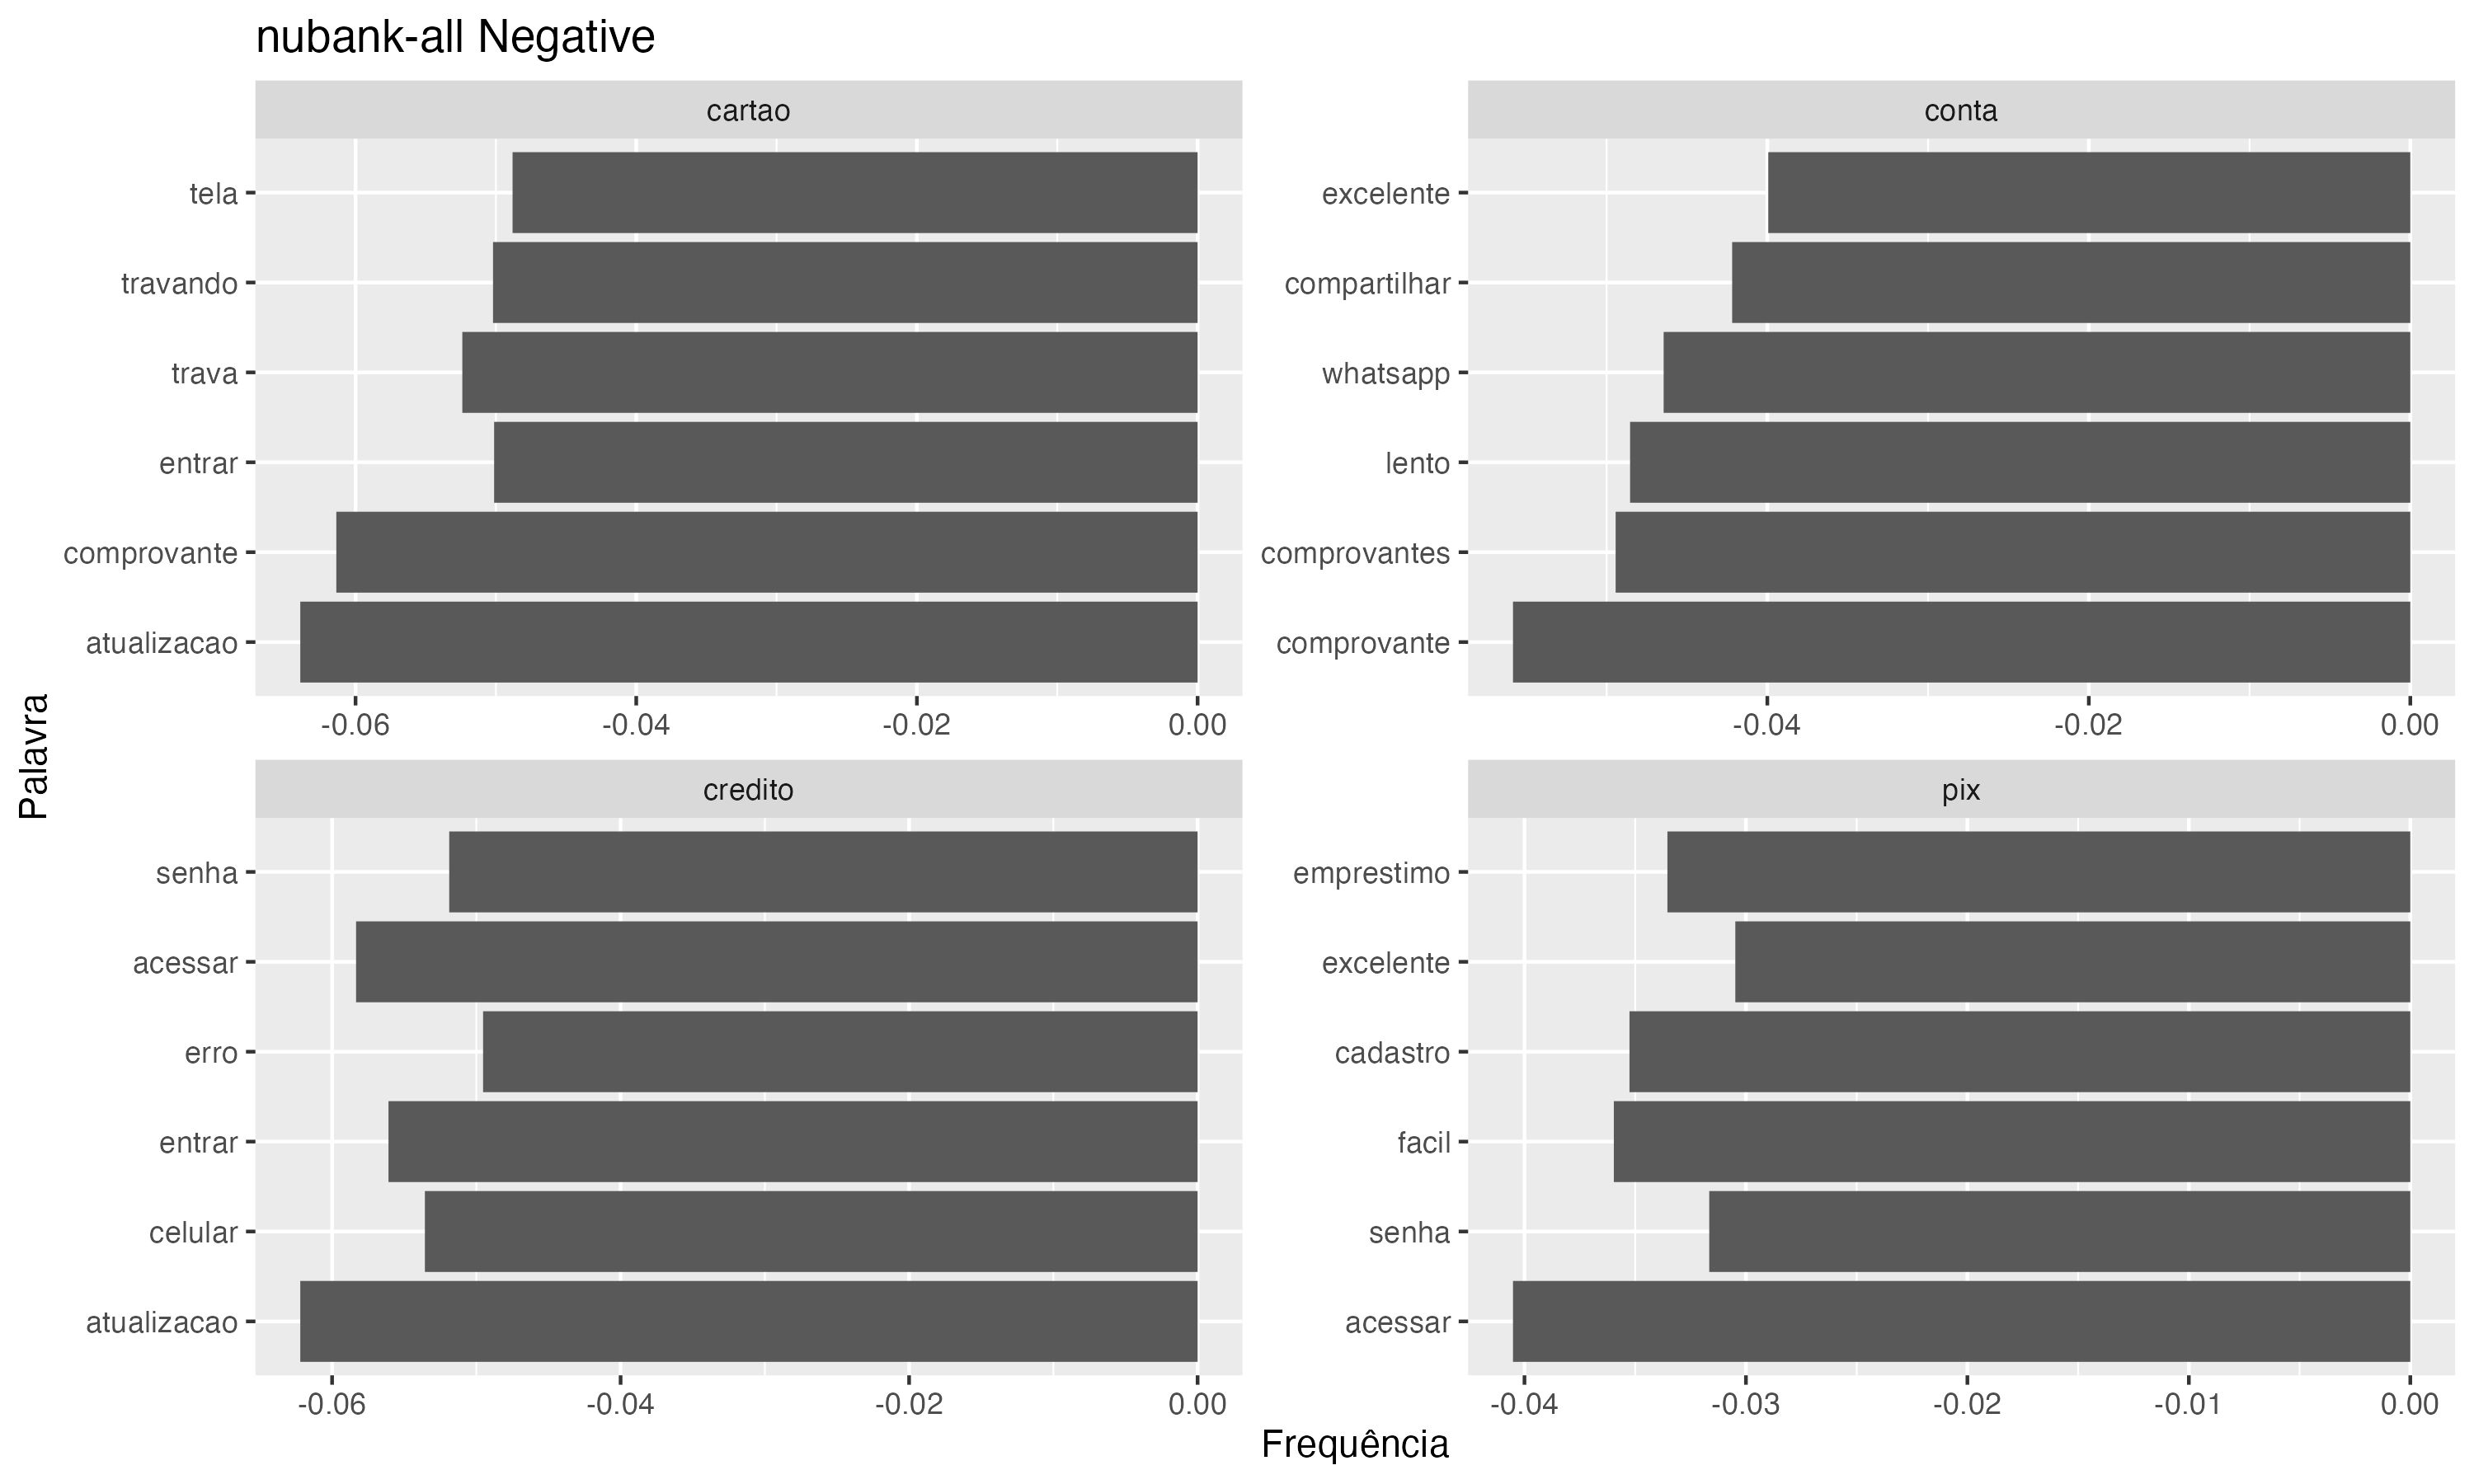 nubank-all Negative
cartao
tela
travando
trava
entrar
comprovante
atualizacao
-0.06 -0.04 -0.02 0.00
conta
excelente
compartilhar
whatsapp
lento
comprovantes
comprovante
-0.04 -0.02 0.00
credito
senha
acessar
erro
entrar
celular
atualizacao
-0.06 -0.04 -0.02 0.00
pix
emprestimo
excelente
cadastro
facil
senha
acessar
-0.04 -0.03 -0.02 -0.01 0.00
Palavra
Frequência